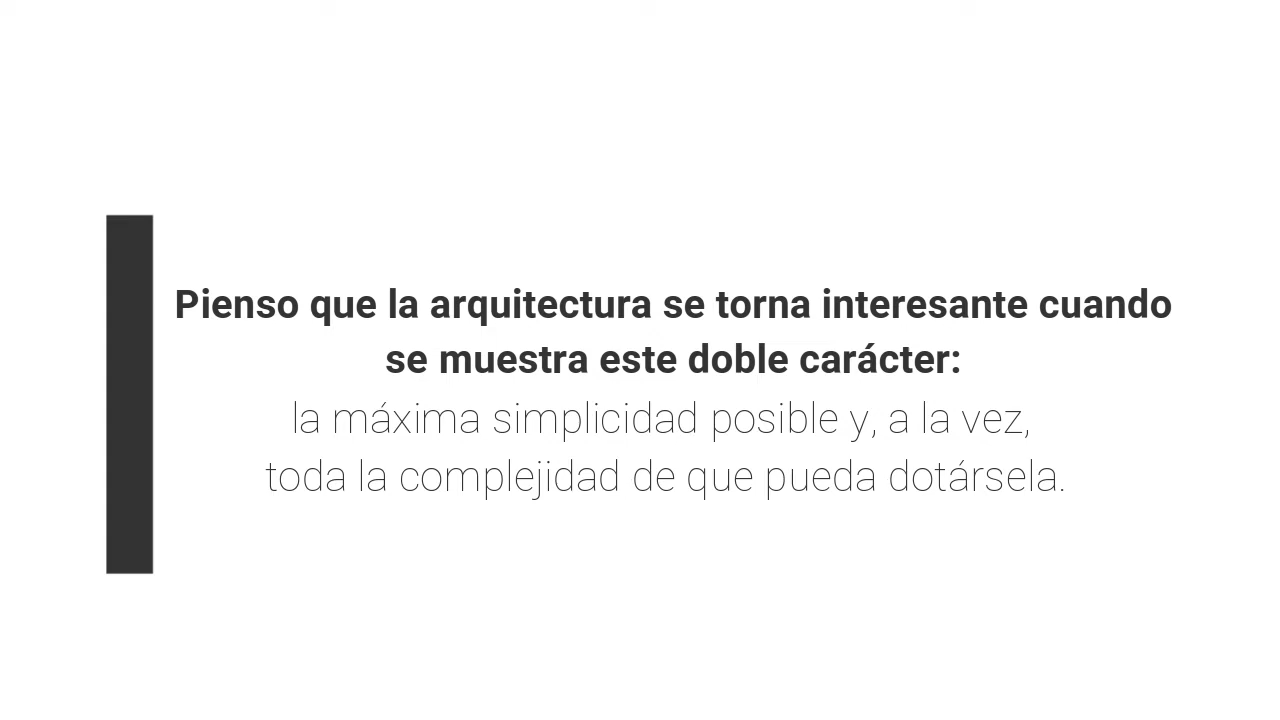 Pienso que la arquitectura se torna interesante cuando
se muestra este doble carácter:
la máxima simplicidad posible y, a la vez,
toda la complejidad de que pueda dotársela.